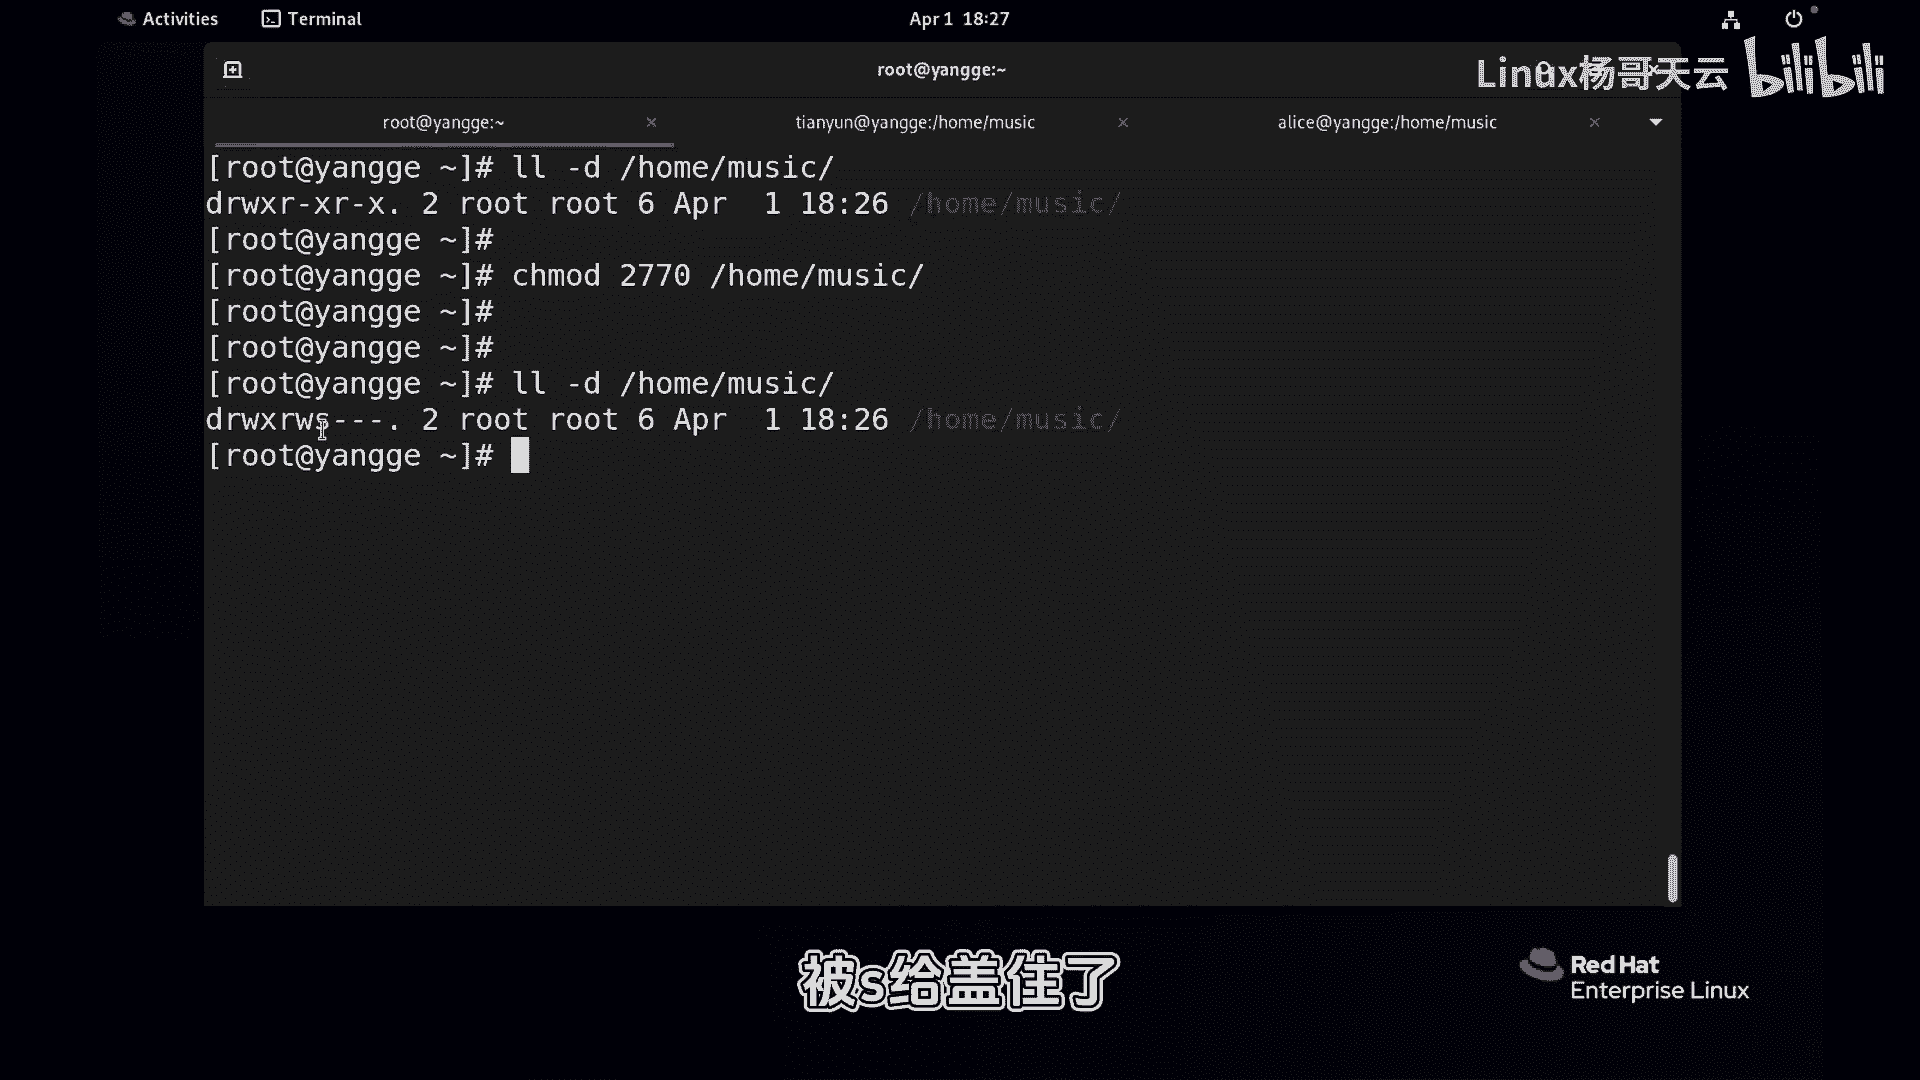 Activities Terminal Apr 1 18:27
root@yangge:~
Linux杨哥天云 bilibili
root@yangge:~ × tianyun@yangge:/home/music × alice@yangge:/home/music ×
[root@yangge ~]# ll -d /home/music/
drwxr-xr-x. 2 root root 6 Apr  1 18:26 /home/music/
[root@yangge ~]#
[root@yangge ~]# chmod 2770 /home/music/
[root@yangge ~]#
[root@yangge ~]#
[root@yangge ~]# ll -d /home/music/
drwxrws---. 2 root root 6 Apr  1 18:26 /home/music/
[root@yangge ~]#
被s给盖住了
Red Hat
Enterprise Linux